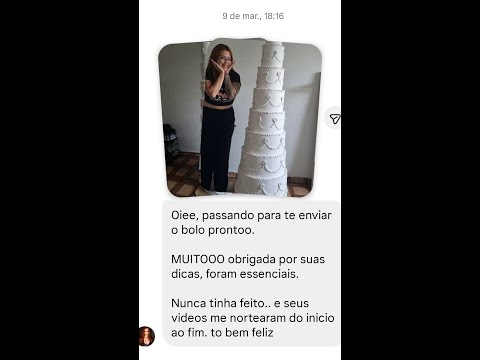 9 de mar., 18:16
Oiee, passando para te enviar
o bolo prontoo.
MUITOOO obrigada por suas
dicas, foram essenciais.
Nunca tinha feito.. e seus
videos me nortearam do inicio
ao fim. to bem feliz